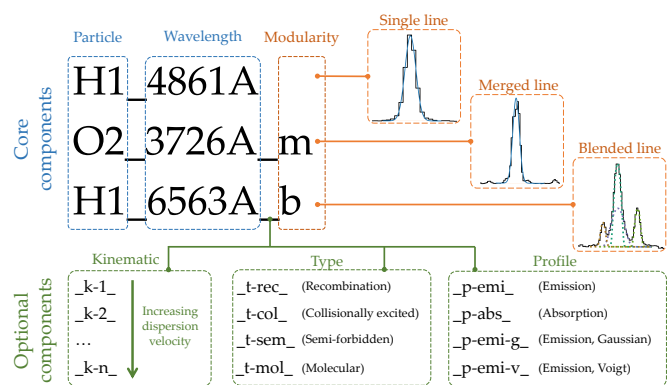 Particle
Wavelength
Modularity
Single line
H1_4861A
Merged line
O2_3726A_m
Blended line
H1_6563A_b
Core
components
Kinematic
Type
Profile
_k-1_
_k-2_
...
_k-n_
Increasing
dispersion
velocity
_t-rec_ (Recombination)
_t-col_ (Collisionally excited)
_t-sem_ (Semi-forbidden)
_t-mol_ (Molecular)
_p-emi_ (Emission)
_p-abs_ (Absorption)
_p-emi-g_ (Emission, Gaussian)
_p-emi-v_ (Emission, Voigt)
Optional
components